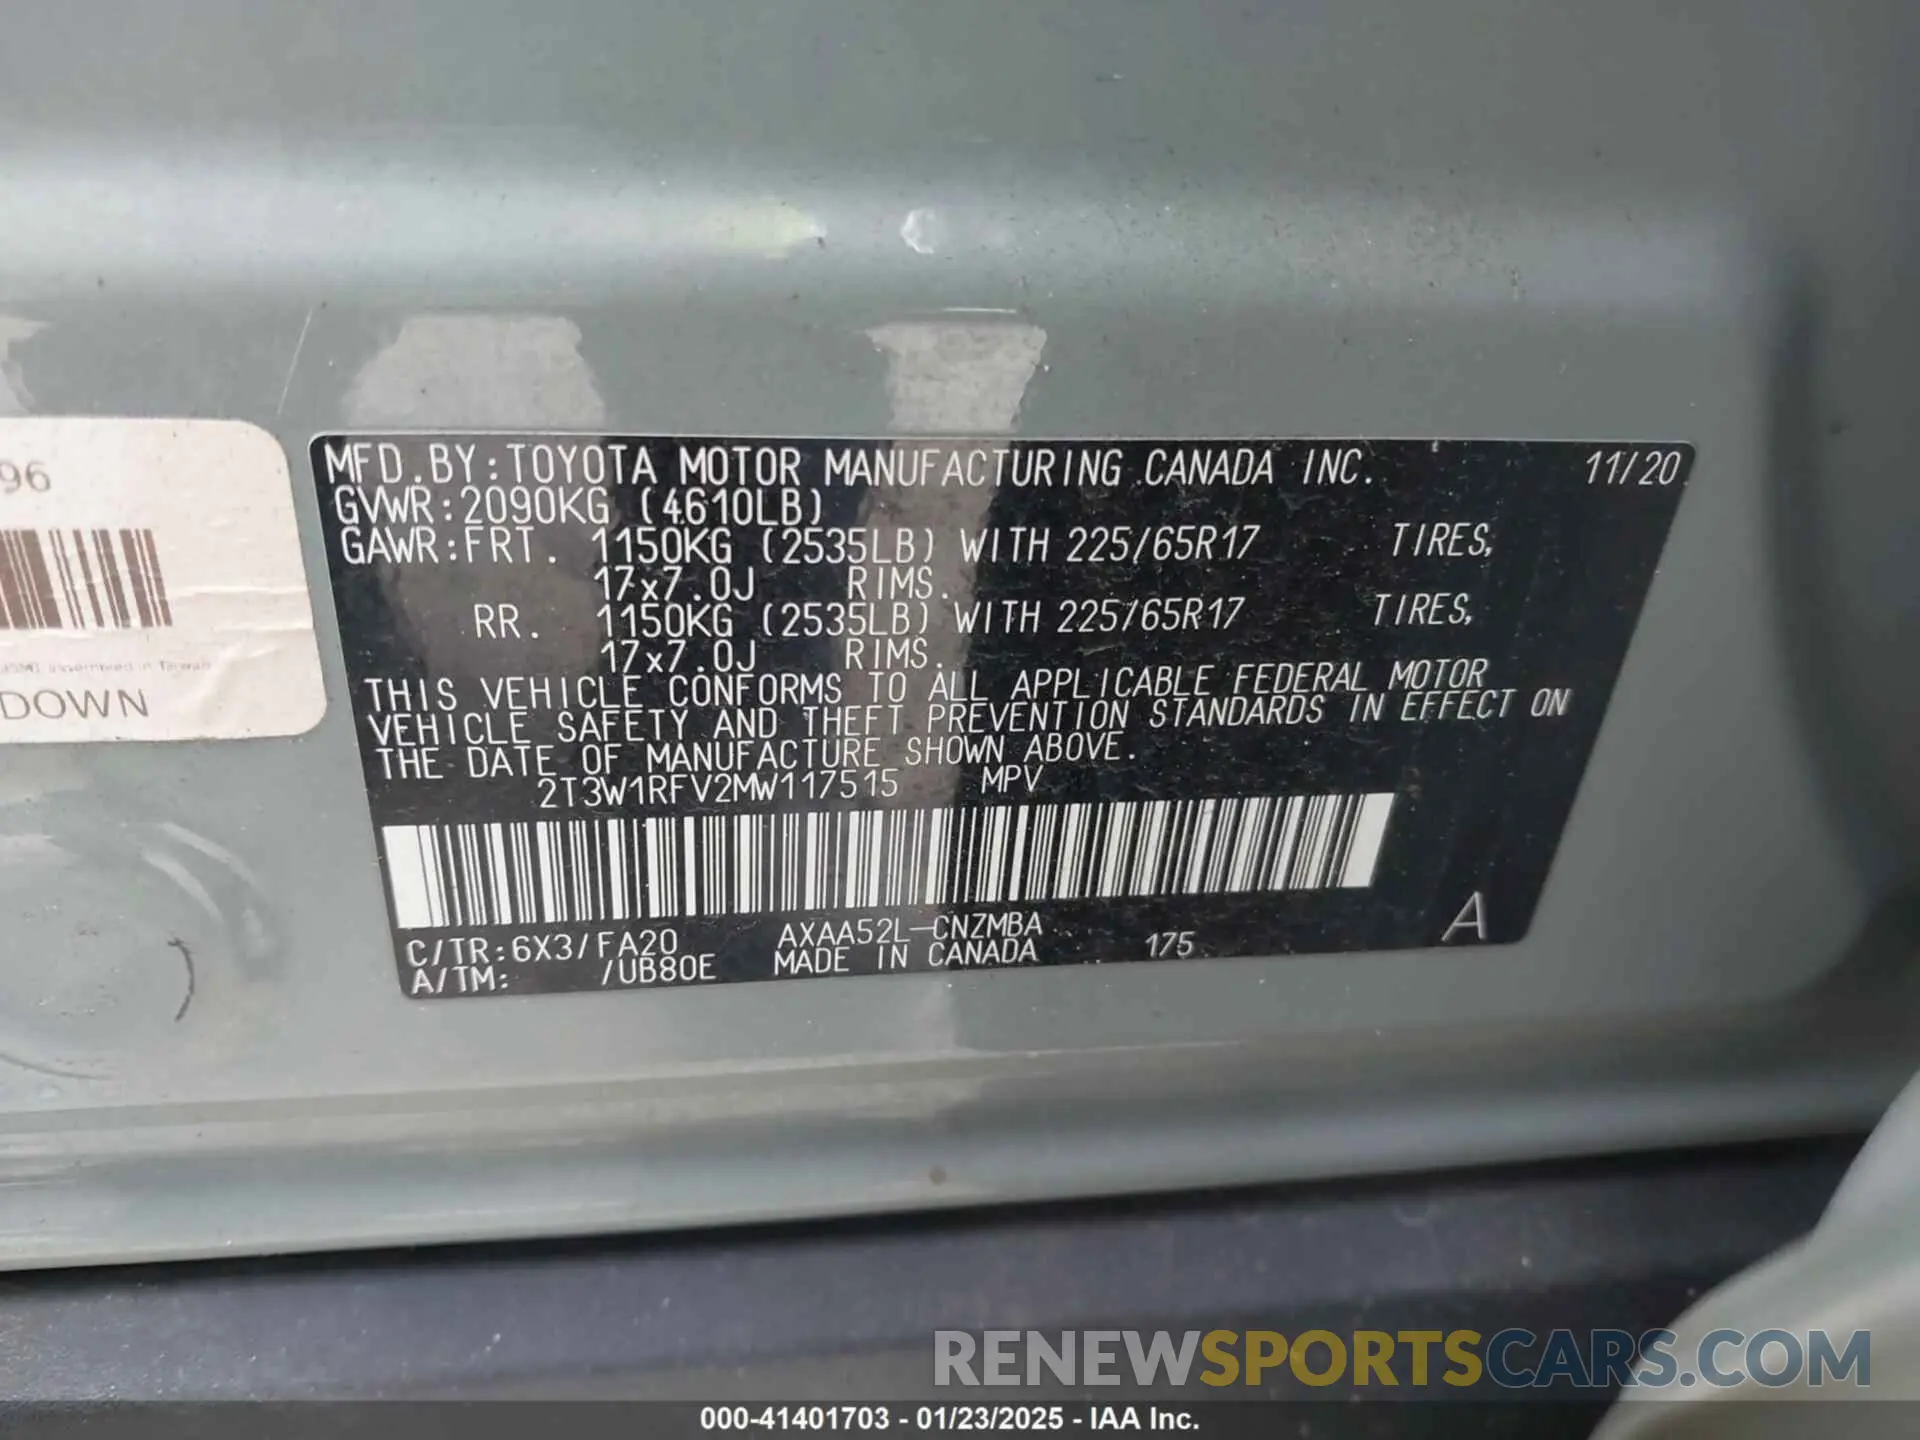 MFD.BY:TOYOTA MOTOR MANUFACTURING CANADA INC. 11/20
GVWR:2090KG (4610LB)
GAWR:FRT. 1150KG (2535LB) WITH 225/65R17 TIRES,
17x7.0J RIMS.
RR. 1150KG (2535LB) WITH 225/65R17 TIRES,
17x7.0J RIMS.
THIS VEHICLE CONFORMS TO ALL APPLICABLE FEDERAL MOTOR
VEHICLE SAFETY AND THEFT PREVENTION STANDARDS IN EFFECT ON
THE DATE OF MANUFACTURE SHOWN ABOVE.
2T3W1RFV2MW117515 MPV
C/TR:6X3/FA20 AXAA52L-CNZMBA 175 A
A/TM: /UB80E MADE IN CANADA
96
assembled in Taiwan
DOWN
RENEWSPORTSCARS.COM
000-41401703 - 01/23/2025 - IAA Inc.